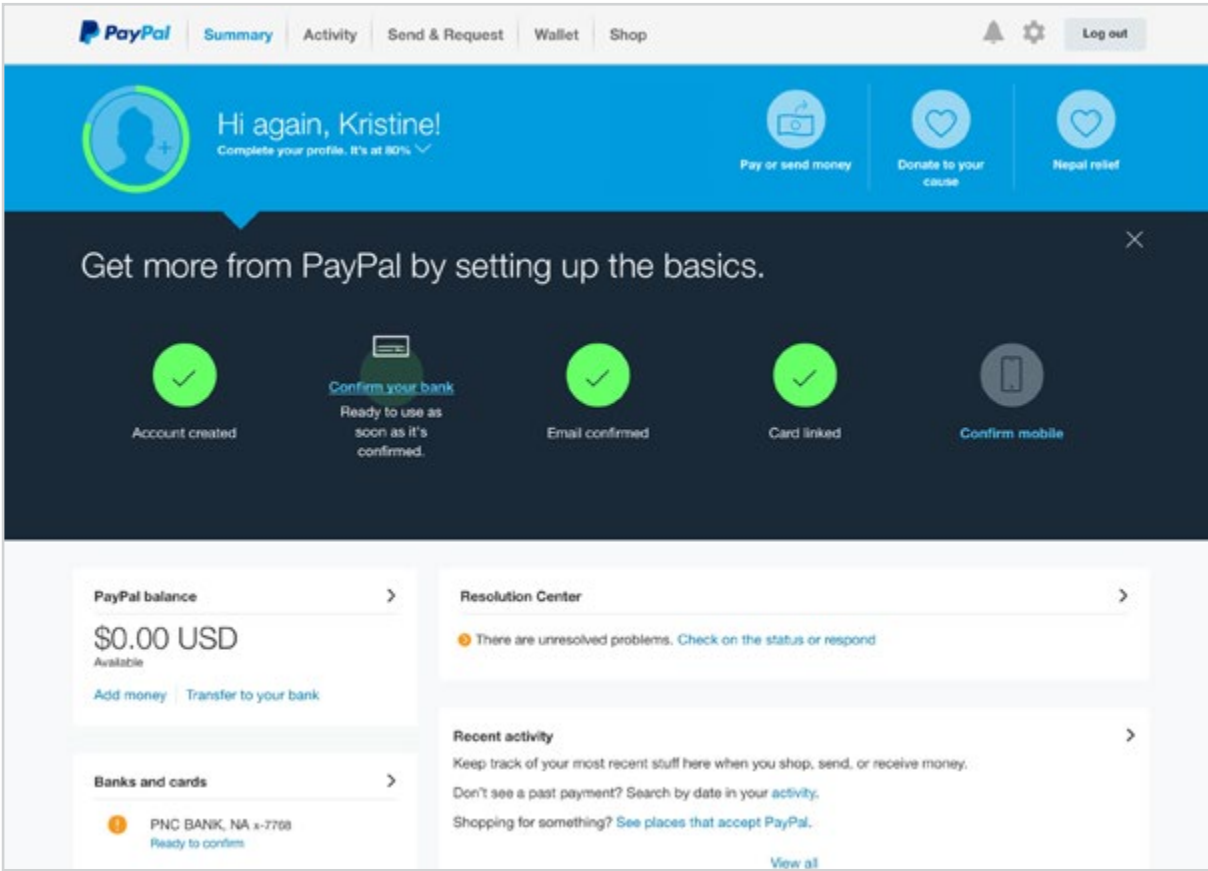 PayPal Summary Activity Send & Request Wallet Shop Log out
Hi again, Kristine!
Complete your profile. It's at 80%
Pay or send money
Donate to your
cause
Nepal relief
Get more from PayPal by setting up the basics.
Account created
Confirm your bank
Ready to use as
soon as it's
confirmed.
Email confirmed
Card linked
Confirm mobile
PayPal balance
$0.00 USD
Available
Add money Transfer to your bank
Banks and cards
PNC BANK, NA x-7768
Ready to confirm
Resolution Center
There are unresolved problems. Check on the status or respond
Recent activity
Keep track of your most recent stuff here when you shop, send, or receive money.
Don't see a past payment? Search by date in your activity.
Shopping for something? See places that accept PayPal.
View all